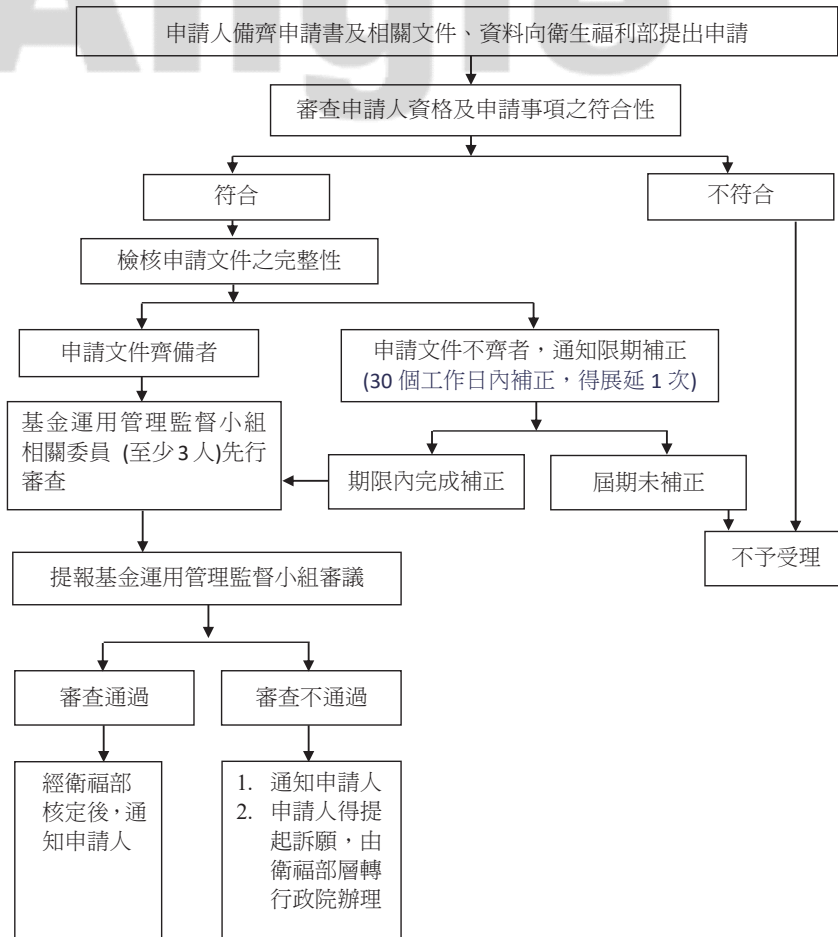 Angle
申請人備齊申請書及相關文件、資料向衛生福利部提出申請
審查申請人資格及申請事項之符合性
符合
不符合
檢核申請文件之完整性
申請文件齊備者
申請文件不齊者，通知限期補正
(30 個工作日內補正，得展延 1 次)
基金運用管理監督小組
相關委員 (至少 3 人)先行
審查
期限內完成補正
屆期未補正
不予受理
提報基金運用管理監督小組審議
審查通過
審查不通過
經衛福部
核定後，通
知申請人
1. 通知申請人
2. 申請人得提
起訴願，由
衛福部層轉
行政院辦理